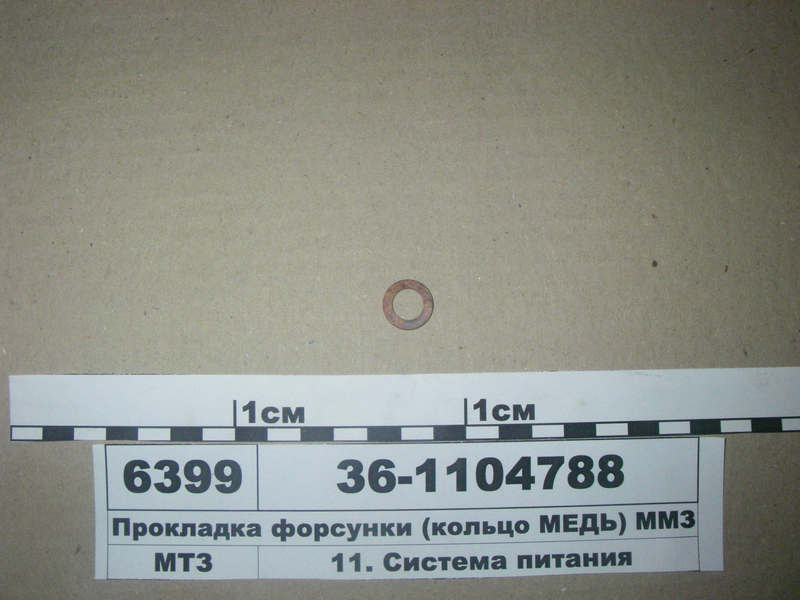 1см 1см
6399 36-1104788
Прокладка форсунки (кольцо МЕДЬ) ММЗ
МТЗ 11. Система питания